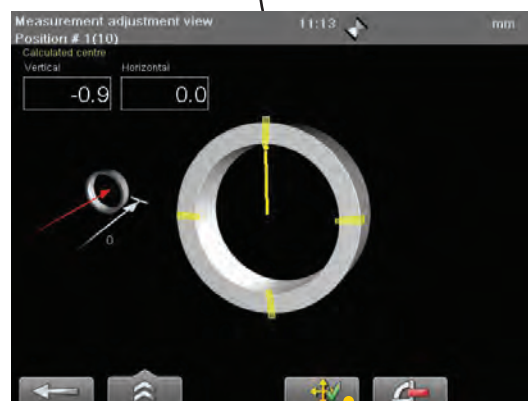 Measurement adjustment view 11:13 mm
Position # 1(10)
Calculated centre
Vertical Horizontal
-0.9 0.0
0